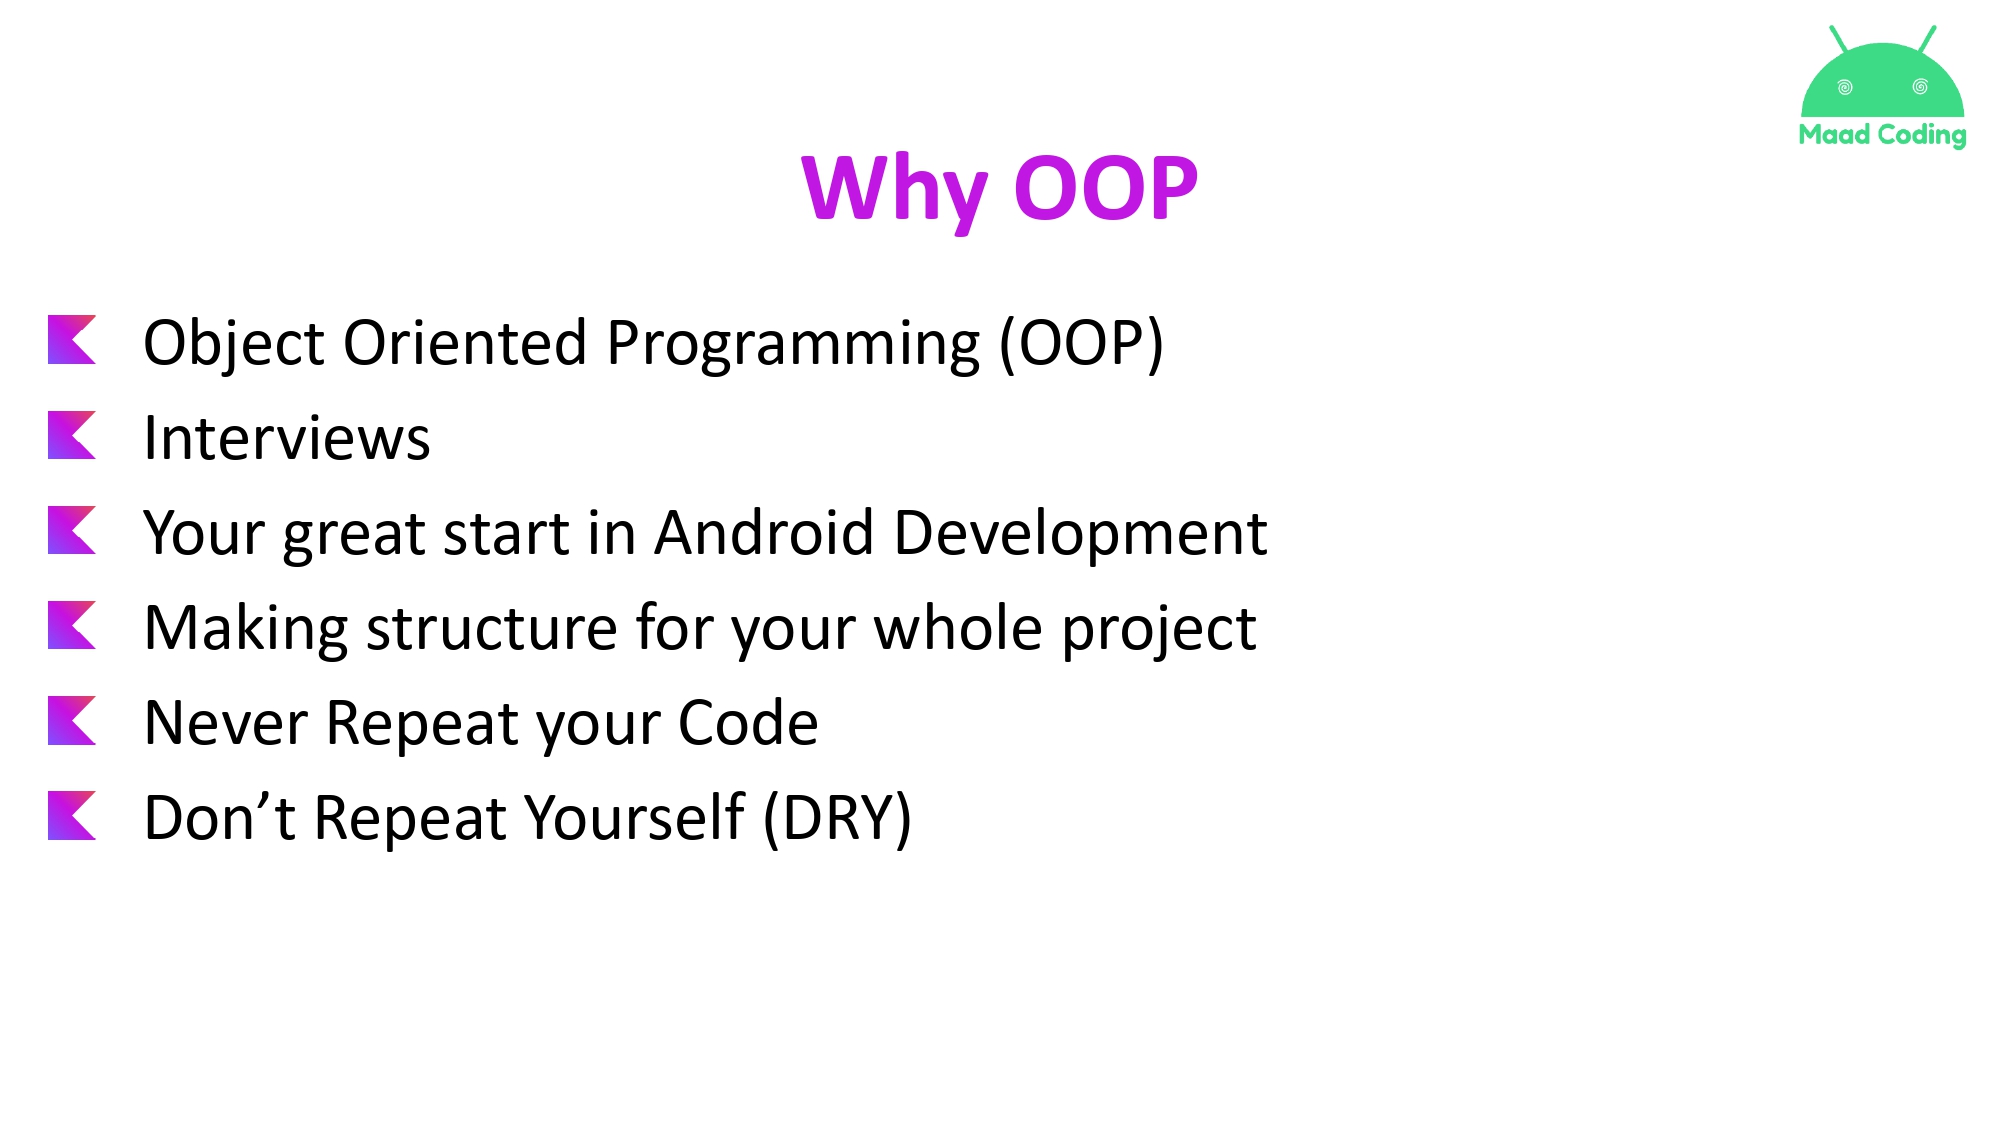 Maad Coding
Why OOP
Object Oriented Programming (OOP)
Interviews
Your great start in Android Development
Making structure for your whole project
Never Repeat your Code
Don’t Repeat Yourself (DRY)